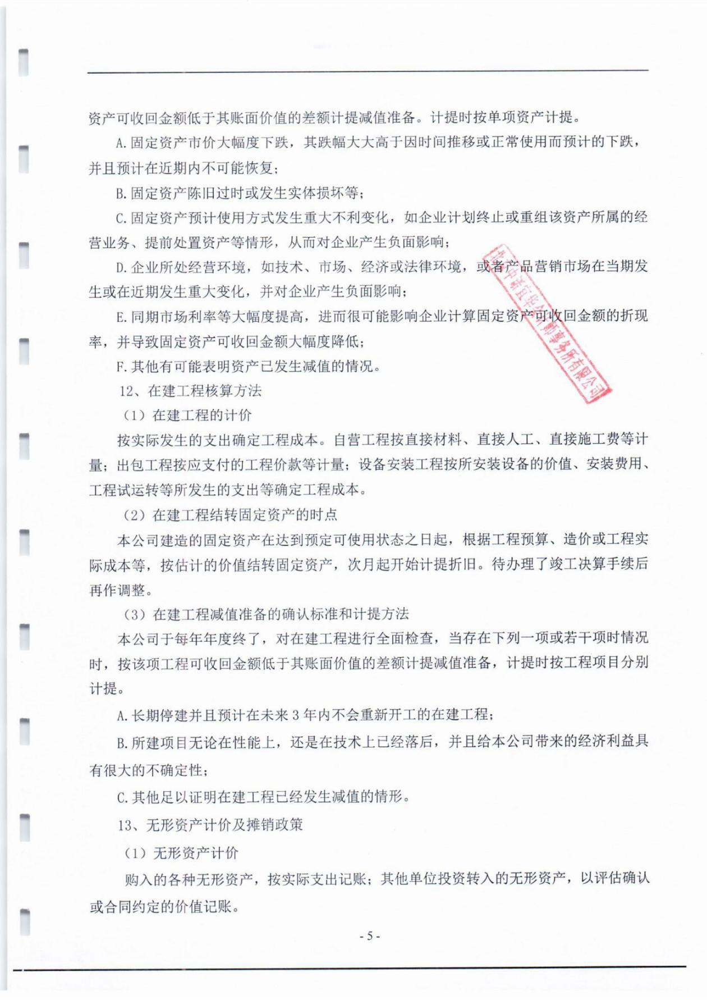 资产可收回金额低于其账面价值的差额计提减值准备。计提时按单项资产计提。
A.固定资产市价大幅度下跌，其跌幅大大高于因时间推移或正常使用而预计的下跌，
并且预计在近期内不可能恢复；
B.固定资产陈旧过时或发生实体损坏等；
C.固定资产预计使用方式发生重大不利变化，如企业计划终止或重组该资产所属的经
营业务、提前处置资产等情形，从而对企业产生负面影响；
D.企业所处经营环境，如技术、市场、经济或法律环境，或者产品营销市场在当期发
生或在近期发生重大变化，并对企业产生负面影响；
E.同期市场利率等大幅度提高，进而很可能影响企业计算固定资产可收回金额的折现
率，并导致固定资产可收回金额大幅度降低；
F.其他有可能表明资产已发生减值的情况。
会计师事务所有限公司
12、在建工程核算方法
（1）在建工程的计价
按实际发生的支出确定工程成本。自营工程按直接材料、直接人工、直接施工费等计
量；出包工程按应支付的工程价款等计量；设备安装工程按所安装设备的价值、安装费用、
工程试运转等所发生的支出等确定工程成本。
（2）在建工程结转固定资产的时点
本公司建造的固定资产在达到预定可使用状态之日起，根据工程预算、造价或工程实
际成本等，按估计的价值结转固定资产，次月起开始计提折旧。待办理了竣工决算手续后
再作调整。
（3）在建工程减值准备的确认标准和计提方法
本公司于每年年度终了，对在建工程进行全面检查，当存在下列一项或若干项时情况
时，按该项工程可收回金额低于其账面价值的差额计提减值准备，计提时按工程项目分别
计提。
A.长期停建并且预计在未来3年内不会重新开工的在建工程；
B.所建项目无论在性能上，还是在技术上已经落后，并且给本公司带来的经济利益具
有很大的不确定性；
C.其他足以证明在建工程已经发生减值的情形。
13、无形资产计价及摊销政策
（1）无形资产计价
购入的各种无形资产，按实际支出记账；其他单位投资转入的无形资产，以评估确认
或合同约定的价值记账。
- 5 -